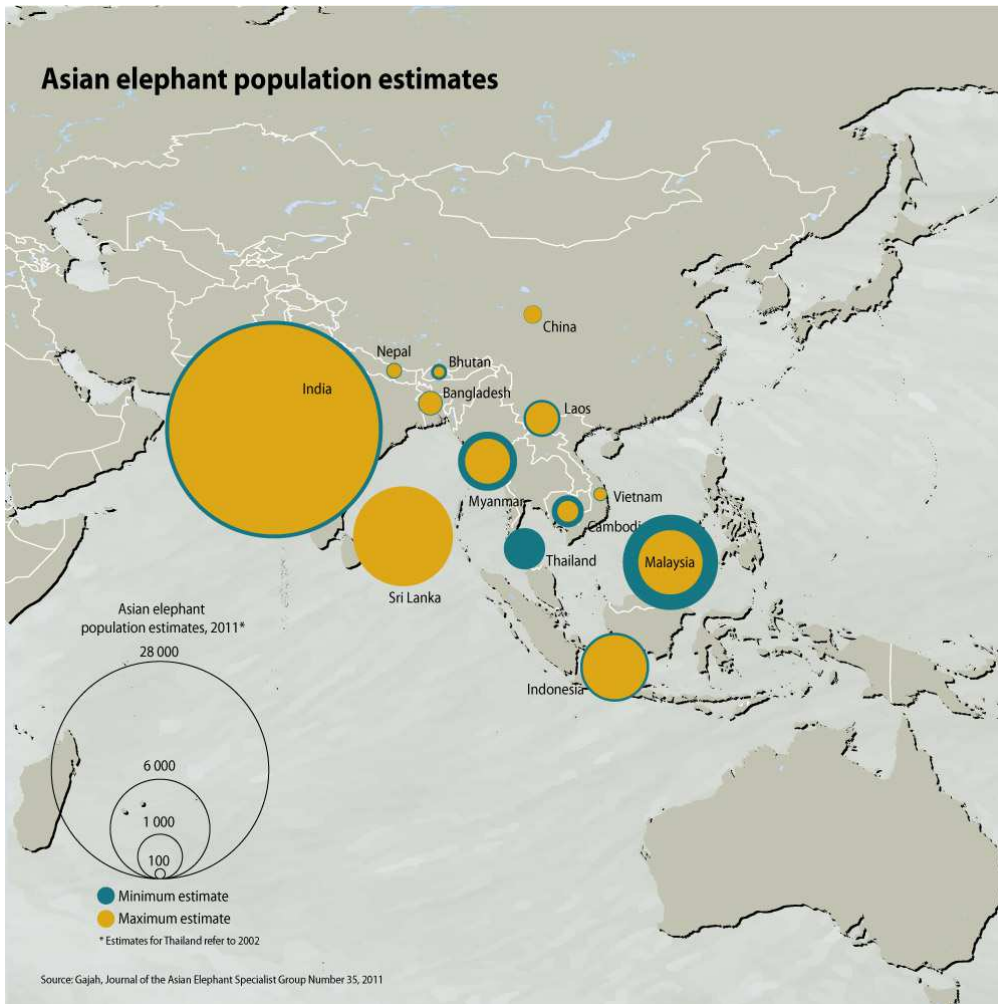 Asian elephant population estimates
China
Nepal
Bhutan
India
Bangladesh
Laos
Myanmar
Vietnam
Cambodia
Thailand
Malaysia
Sri Lanka
Indonesia
Asian elephant
population estimates, 2011*
28 000
6 000
1 000
100
Minimum estimate
Maximum estimate
* Estimates for Thailand refer to 2002
Source: Gajah, Journal of the Asian Elephant Specialist Group Number 35, 2011